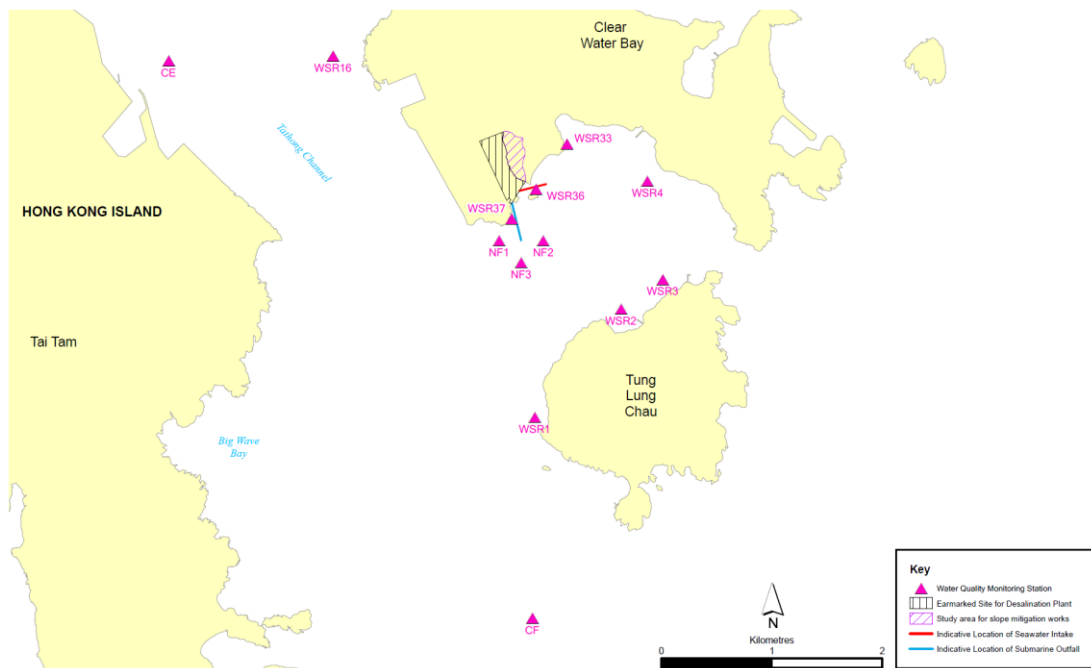 Clear
Water Bay
CE
WSR16
Tathong Channel
WSR33
WSR4
WSR36
HONG KONG ISLAND
WSR37
NF1
NF2
NF3
WSR3
WSR2
Tai Tam
Tung
Lung
Chau
WSR1
Big Wave
Bay
CF
N
Kilometres
0 1 2
Key
Water Quality Monitoring Station
Earmarked Site for Desalination Plant
Study area for slope mitigation works
Indicative Location of Seawater Intake
Indicative Location of Submarine Outfall